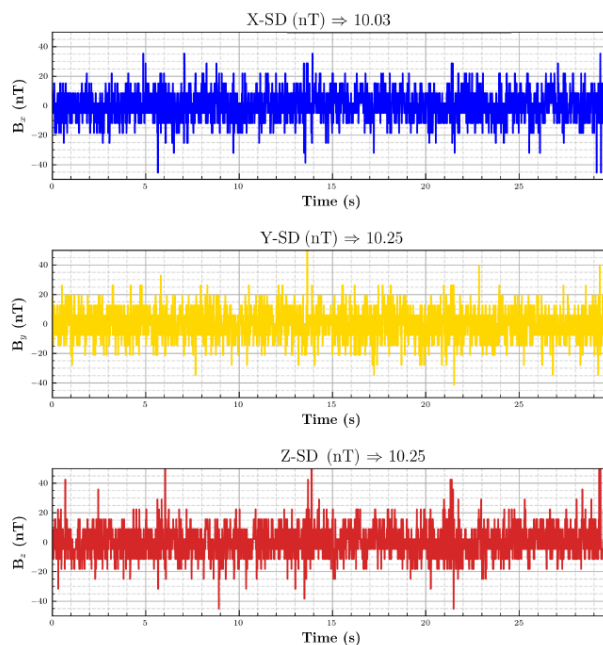 X-SD (nT) ⇒ 10.03
40
20
0
−20
−40
B_x (nT)
0 5 10 15 20 25
Time (s)
Y-SD (nT) ⇒ 10.25
40
20
0
−20
−40
B_y (nT)
0 5 10 15 20 25
Time (s)
Z-SD (nT) ⇒ 10.25
40
20
0
−20
−40
B_z (nT)
0 5 10 15 20 25
Time (s)